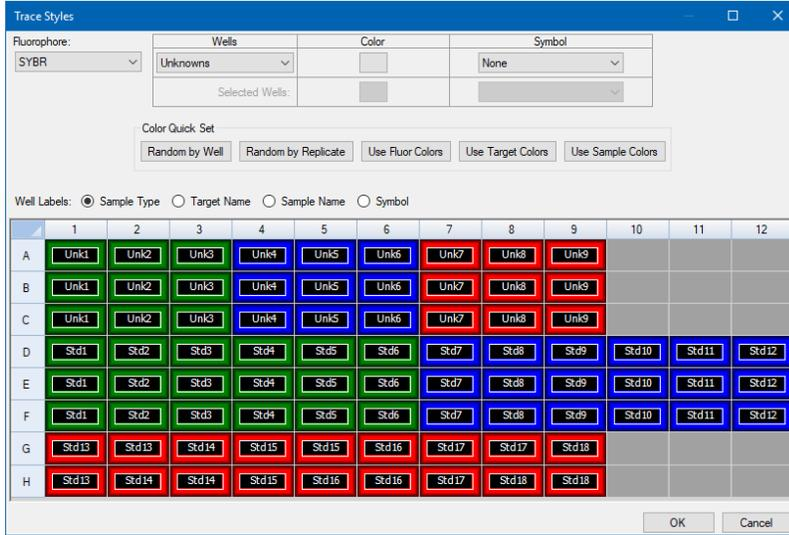 Trace Styles
Fluorophore: Wells Color Symbol
SYBR Unknowns None
Selected Wells:
Color Quick Set
Random by Well Random by Replicate Use Fluor Colors Use Target Colors Use Sample Colors
Well Labels: Sample Type Target Name Sample Name Symbol
1 2 3 4 5 6 7 8 9 10 11 12
A Unk1 Unk2 Unk3 Unk4 Unk5 Unk6 Unk7 Unk8 Unk9
B Unk1 Unk2 Unk3 Unk4 Unk5 Unk6 Unk7 Unk8 Unk9
C Unk1 Unk2 Unk3 Unk4 Unk5 Unk6 Unk7 Unk8 Unk9
D Std1 Std2 Std3 Std4 Std5 Std6 Std7 Std8 Std9 Std10 Std11 Std12
E Std1 Std2 Std3 Std4 Std5 Std6 Std7 Std8 Std9 Std10 Std11 Std12
F Std1 Std2 Std3 Std4 Std5 Std6 Std7 Std8 Std9 Std10 Std11 Std12
G Std13 Std13 Std14 Std15 Std15 Std16 Std17 Std17 Std18
H Std13 Std14 Std14 Std15 Std16 Std16 Std17 Std18 Std18
OK Cancel